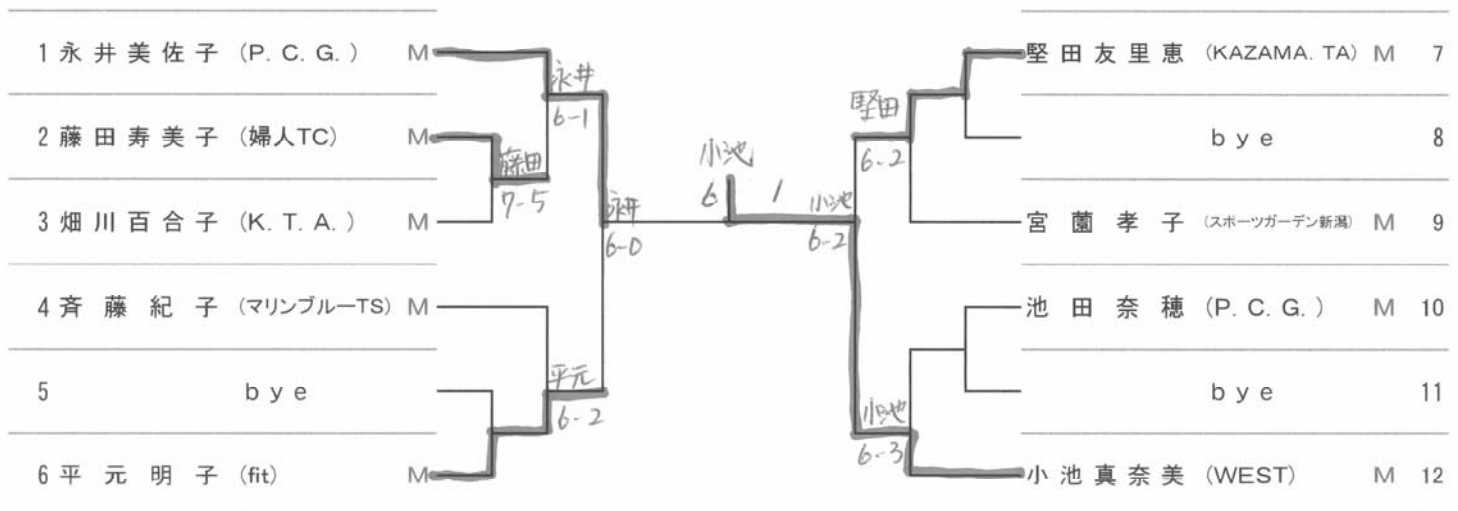 1 永井美佐子 (P.C.G.) M
2 藤田寿美子 (婦人TC) M
3 畑川百合子 (K.T.A.) M
4 斉藤紀子 (マリンブルーTS) M
5 bye
6 平元明子 (fit) M
永井
6-1
藤田
7-5
永井
6-0
平元
6-2
小池
6 1
小池
6-2
堅田
6-2
小池
6-3
堅田友里恵 (KAZAMA.TA) M 7
bye 8
宮薗孝子 (スポーツガーデン新潟) M 9
池田奈穂 (P.C.G.) M 10
bye 11
小池真奈美 (WEST) M 12